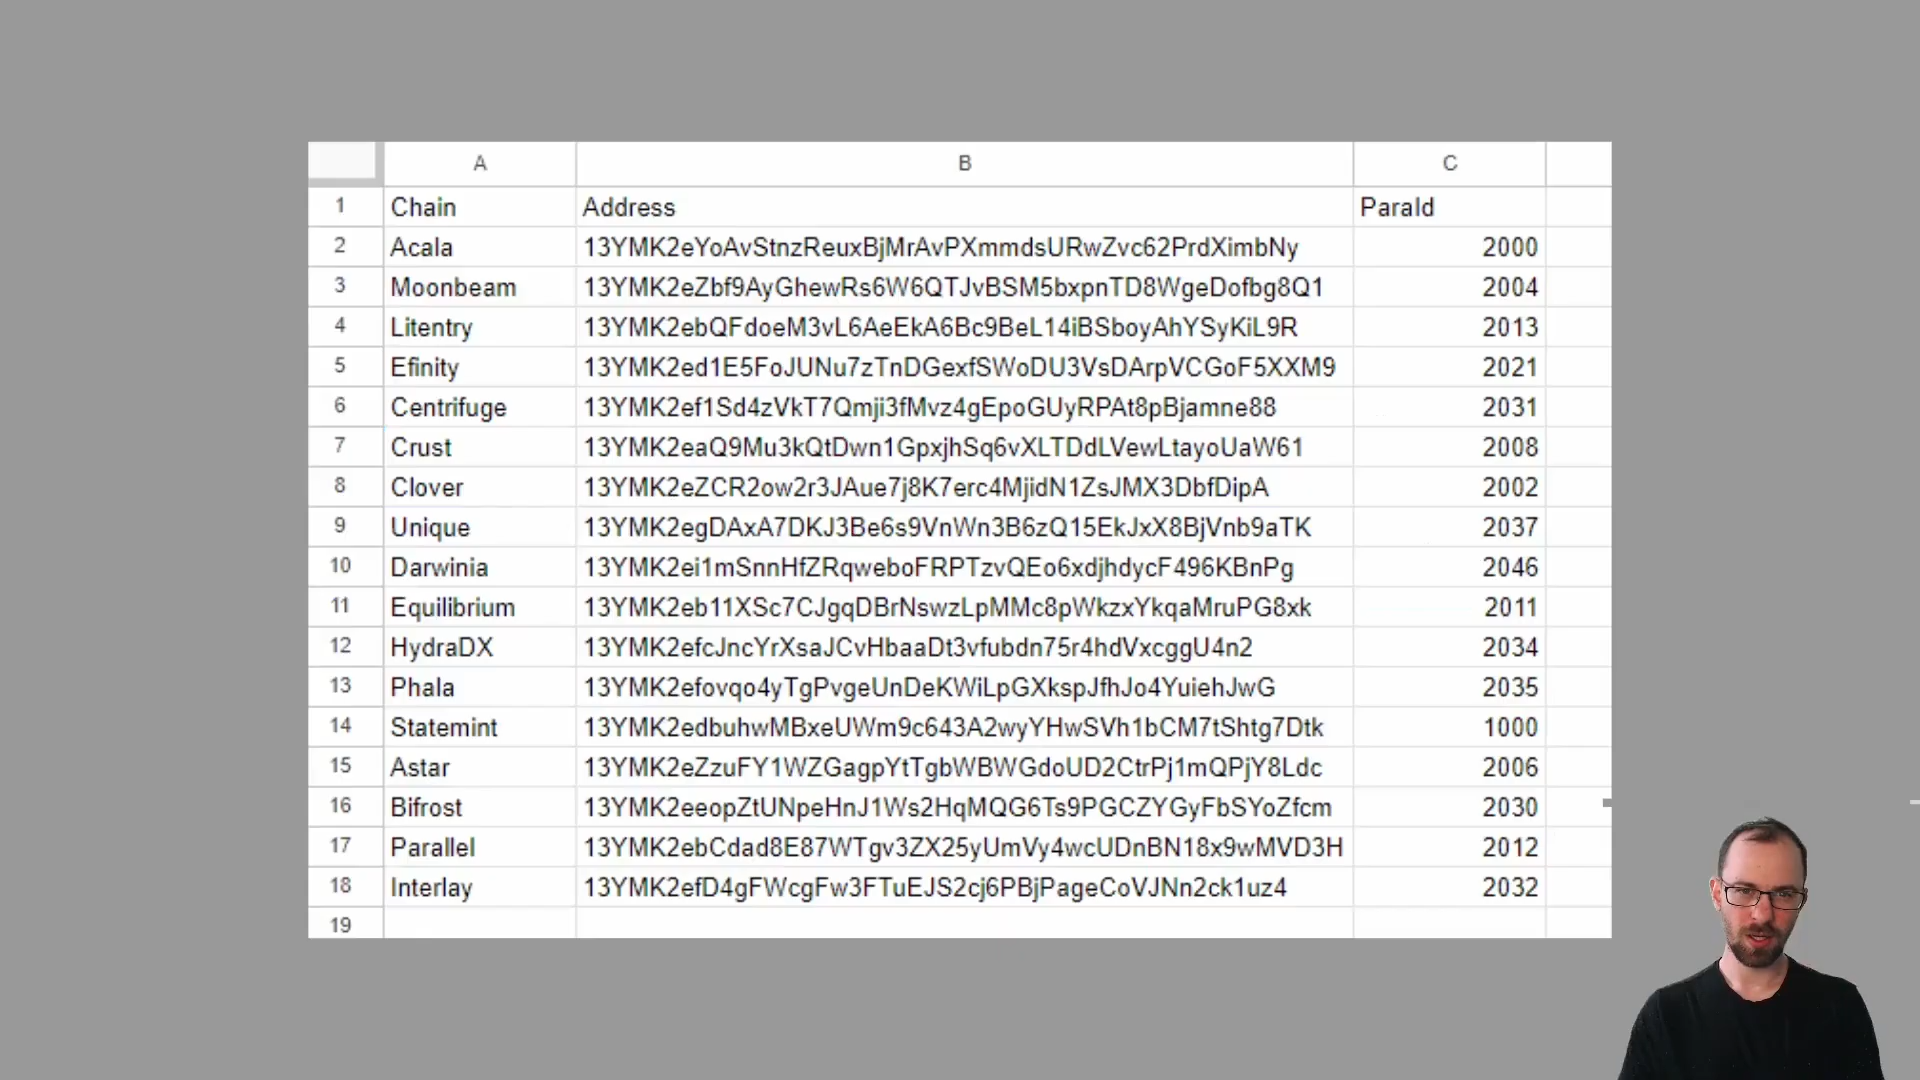 A B C
1 Chain Address ParaId
2 Acala 13YMK2eYoAvStnzReuxBjMrAvPXmmdsURwZvc62PrdXimbNy 2000
3 Moonbeam 13YMK2eZbf9AyGhewRs6W6QTJvBSM5bxpnTD8WgeDofbg8Q1 2004
4 Litentry 13YMK2ebQFdoeM3vL6AeEkA6Bc9BeL14iBSboyAhYSyKiL9R 2013
5 Efinity 13YMK2ed1E5FoJUNu7zTnDGexfSWoDU3VsDArpVCGoF5XXM9 2021
6 Centrifuge 13YMK2ef1Sd4zVkT7Qmji3fMvz4gEpoGUyRPAt8pBjamne88 2031
7 Crust 13YMK2eaQ9Mu3kQtDwn1GpxjhSq6vXLTDdLVewLtayoUaW61 2008
8 Clover 13YMK2eZCR2ow2r3JAue7j8K7erc4MjidN1ZsJMX3DbfDipA 2002
9 Unique 13YMK2egDAxA7DKJ3Be6s9VnWn3B6zQ15EkJxX8BjVnb9aTK 2037
10 Darwinia 13YMK2ei1mSnnHfZRqweboFRPTzvQEo6xdjhdycF496KBnPg 2046
11 Equilibrium 13YMK2eb11XSc7CJgqDBrNswzLpMMc8pWkzxYkqaMruPG8xk 2011
12 HydraDX 13YMK2efcJncYrXsaJCvHbaaDt3vfubdn75r4hdVxcggU4n2 2034
13 Phala 13YMK2efovqo4yTgPvgeUnDeKWiLpGXkspJfhJo4YuiehJwG 2035
14 Statemint 13YMK2edbuhwMBxeUWm9c643A2wyYHwSVh1bCM7tShtg7Dtk 1000
15 Astar 13YMK2eZzuFY1WZGagpYtTgbWBWGdoUD2CtrPj1mQPjY8Ldc 2006
16 Bifrost 13YMK2eeopZtUNpeHnJ1Ws2HqMQG6Ts9PGCZYGyFbSYoZfcm 2030
17 Parallel 13YMK2ebCdad8E87WTgv3ZX25yUmVy4wcUDnBN18x9wMVD3H 2012
18 Interlay 13YMK2efD4gFWcgFw3FTuEJS2cj6PBjPageCoVJNn2ck1uz4 2032
19